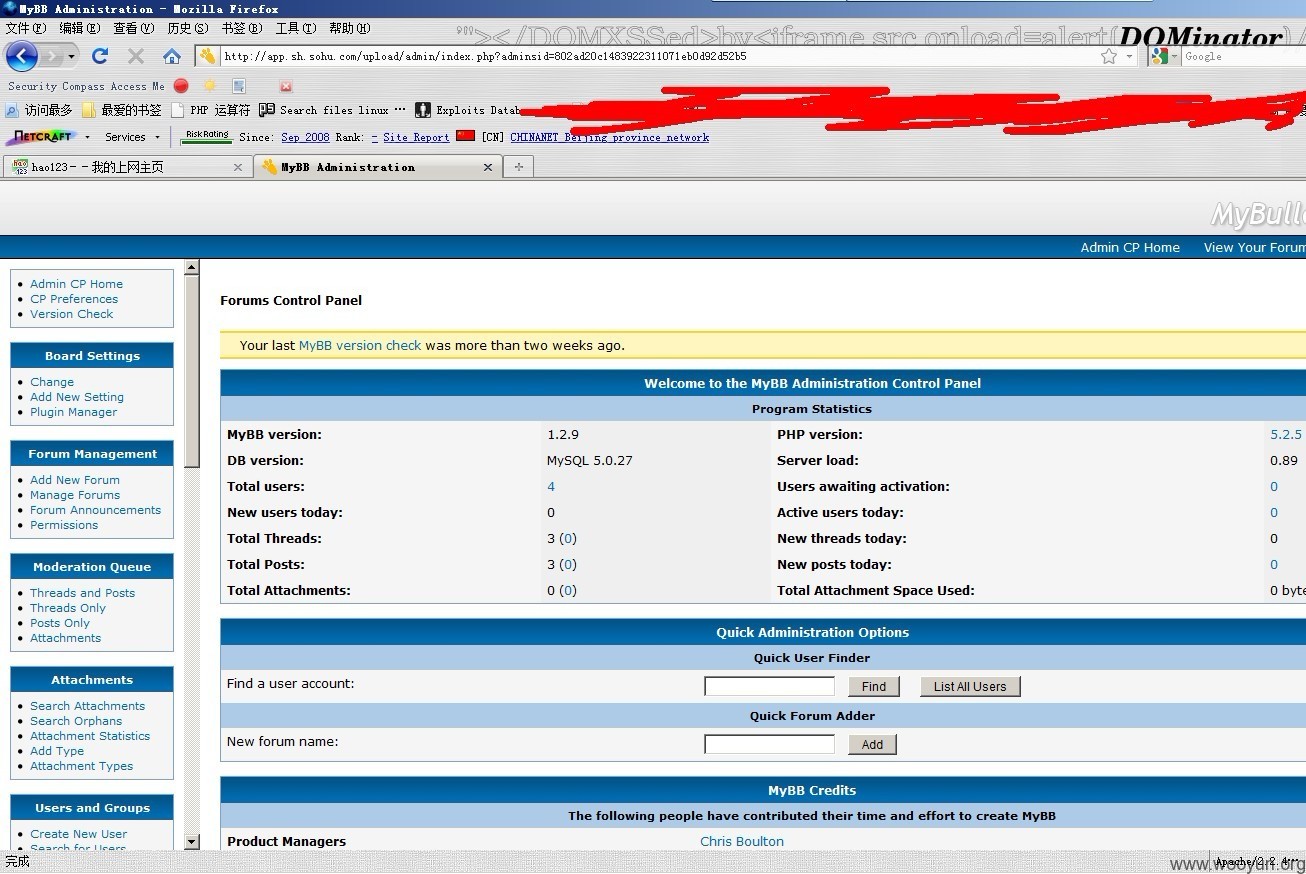 MyBB Administration - Mozilla Firefox
文件(F) 编辑(E) 查看(V) 历史(S) 书签(B) 工具(T) 帮助(H)
"'></DOMXSSed>by<iframe src onload=alert( DOMinator
http://app.sh.sohu.com/upload/admin/index.php?adminsid=802ad20c1483922311071eb0d92d52b5
Google
Security Compass Access Me
访问最多 最爱的书签 PHP 运算符 Search files linux ... Exploits Datab
NETCRAFT Services Risk Rating Since: Sep 2008 Rank: - Site Report [CN] CHINANET Beijing province network
hao123--我的上网主页 MyBB Administration
MyBull
Admin CP Home View Your Forum
Admin CP Home
CP Preferences
Version Check
Board Settings
Change
Add New Setting
Plugin Manager
Forum Management
Add New Forum
Manage Forums
Forum Announcements
Permissions
Moderation Queue
Threads and Posts
Threads Only
Posts Only
Attachments
Attachments
Search Attachments
Search Orphans
Attachment Statistics
Add Type
Attachment Types
Users and Groups
Create New User
Search for Users
Forums Control Panel
Your last MyBB version check was more than two weeks ago.
Welcome to the MyBB Administration Control Panel
Program Statistics
MyBB version: 1.2.9 PHP version: 5.2.5
DB version: MySQL 5.0.27 Server load: 0.89
Total users: 4 Users awaiting activation: 0
New users today: 0 Active users today: 0
Total Threads: 3 (0) New threads today: 0
Total Posts: 3 (0) New posts today: 0
Total Attachments: 0 (0) Total Attachment Space Used: 0 byte
Quick Administration Options
Quick User Finder
Find a user account: Find List All Users
Quick Forum Adder
New forum name: Add
MyBB Credits
The following people have contributed their time and effort to create MyBB
Product Managers Chris Boulton
完成 Apache/2.2.4
www.wooyun.org